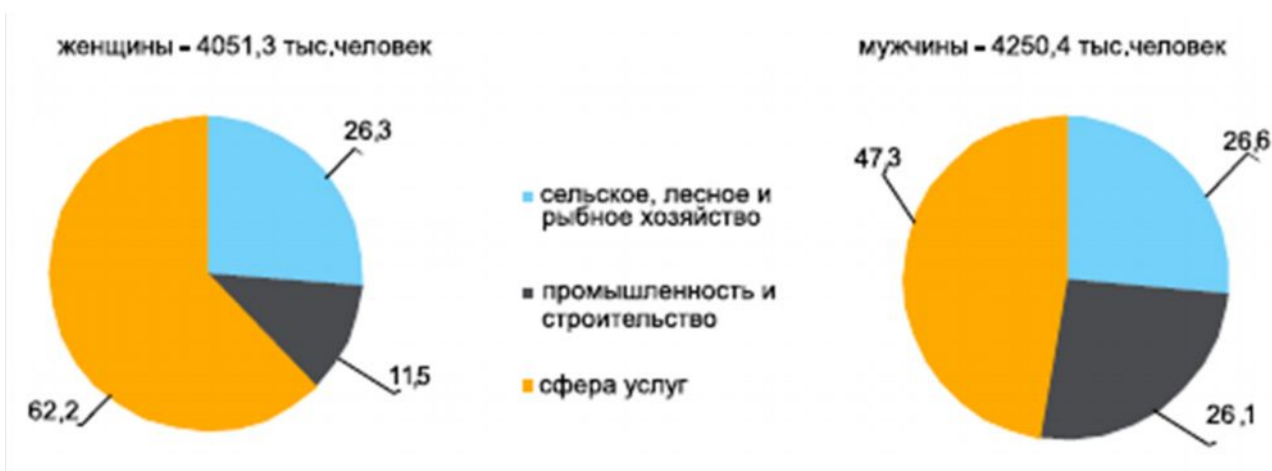 женщины - 4051,3 тыс.человек
26,3
11,5
62,2
сельское, лесное и
рыбное хозяйство
промышленность и
строительство
сфера услуг
мужчины - 4250,4 тыс.человек
47,3
26,6
26,1